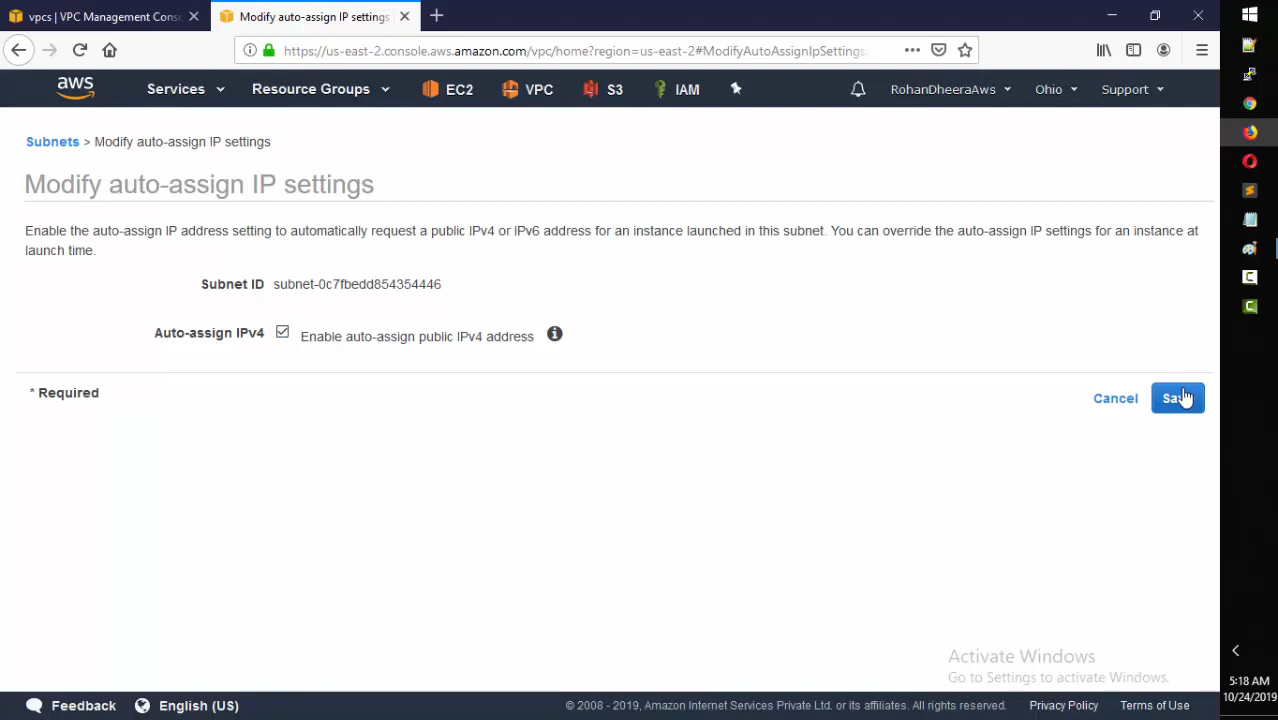 vpcs | VPC Management Consc
Modify auto-assign IP settings
https://us-east-2.console.aws.amazon.com/vpc/home?region=us-east-2#ModifyAutoAssignIpSettings:
aws
Services
Resource Groups
EC2
VPC
S3
IAM
RohanDheeraAws
Ohio
Support
Subnets > Modify auto-assign IP settings
Modify auto-assign IP settings
Enable the auto-assign IP address setting to automatically request a public IPv4 or IPv6 address for an instance launched in this subnet. You can override the auto-assign IP settings for an instance at
launch time.
Subnet ID subnet-0c7fbedd854354446
Auto-assign IPv4 Enable auto-assign public IPv4 address
* Required
Cancel
Activate Windows
Go to Settings to activate Windows.
5:18 AM
10/24/2019
Feedback
English (US)
© 2008 - 2019, Amazon Internet Services Private Ltd. or its affiliates. All rights reserved.
Privacy Policy
Terms of Use